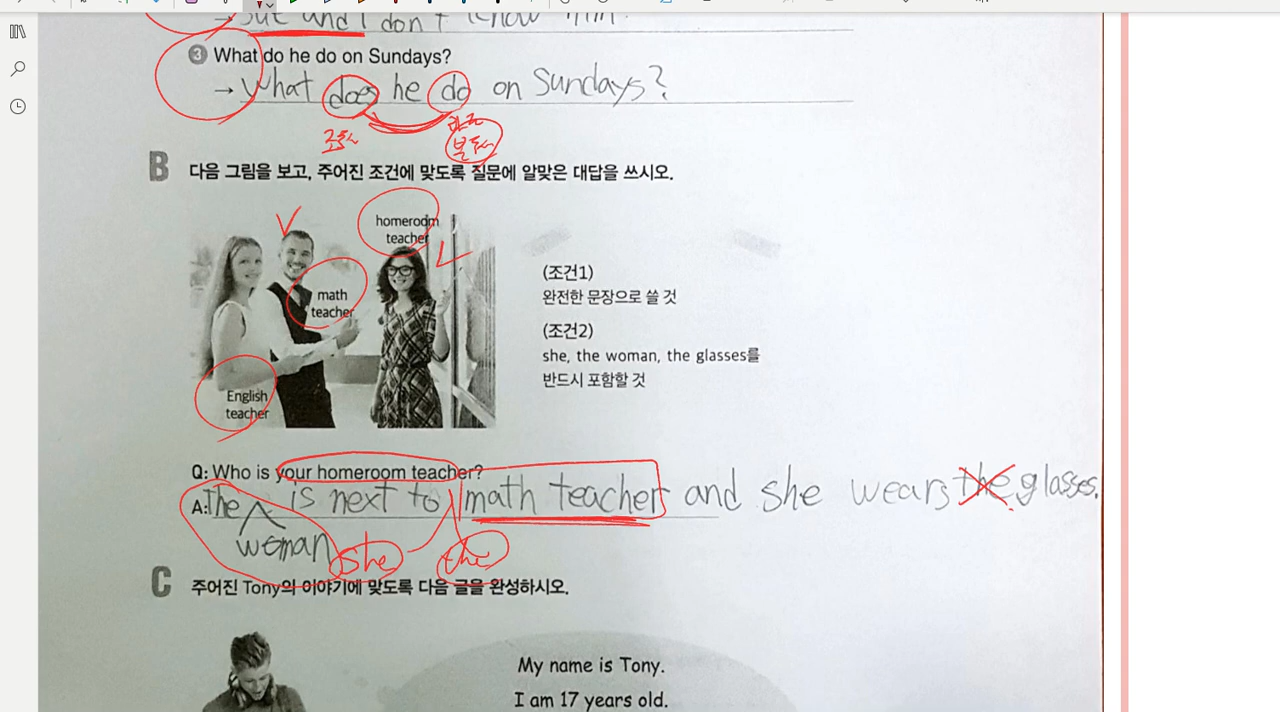 but and I don't know him.
③ What do he do on Sundays?
→ What does he do on Sundays?
B 다음 그림을 보고, 주어진 조건에 맞도록 질문에 알맞은 대답을 쓰시오.
homeroom
teacher
math
teacher
English
teacher
(조건1)
완전한 문장으로 쓸 것
(조건2)
she, the woman, the glasses를
반드시 포함할 것
Q: Who is your homeroom teacher?
A: The is next to math teacher and she wears the glasses.
woman she the
C 주어진 Tony의 이야기에 맞도록 다음 글을 완성하시오.
My name is Tony.
I am 17 years old.